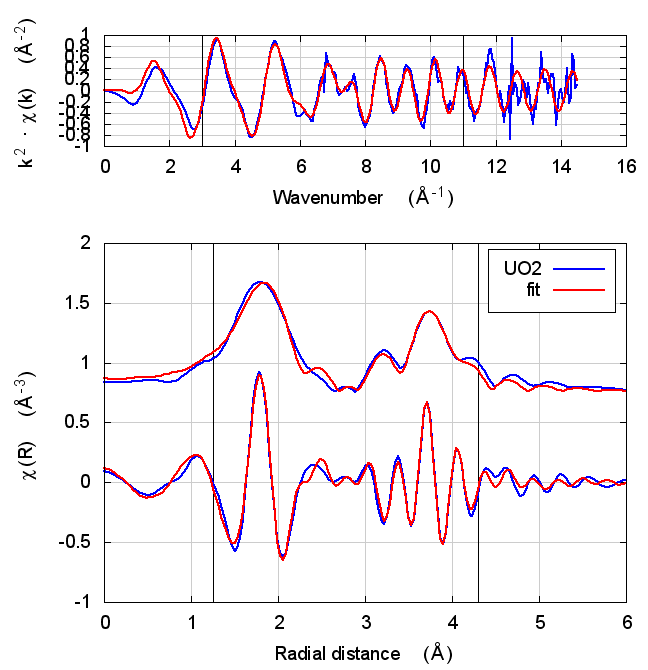 k² · χ(k) (Å⁻²)
1
0.8
0.6
0.4
0.2
0
-0.2
-0.4
-0.6
-0.8
-1
0 2 4 6 8 10 12 14 16
Wavenumber (Å⁻¹)
χ(R) (Å⁻³)
2
1.5
1
0.5
0
-0.5
-1
UO2
fit
0 1 2 3 4 5 6
Radial distance (Å)